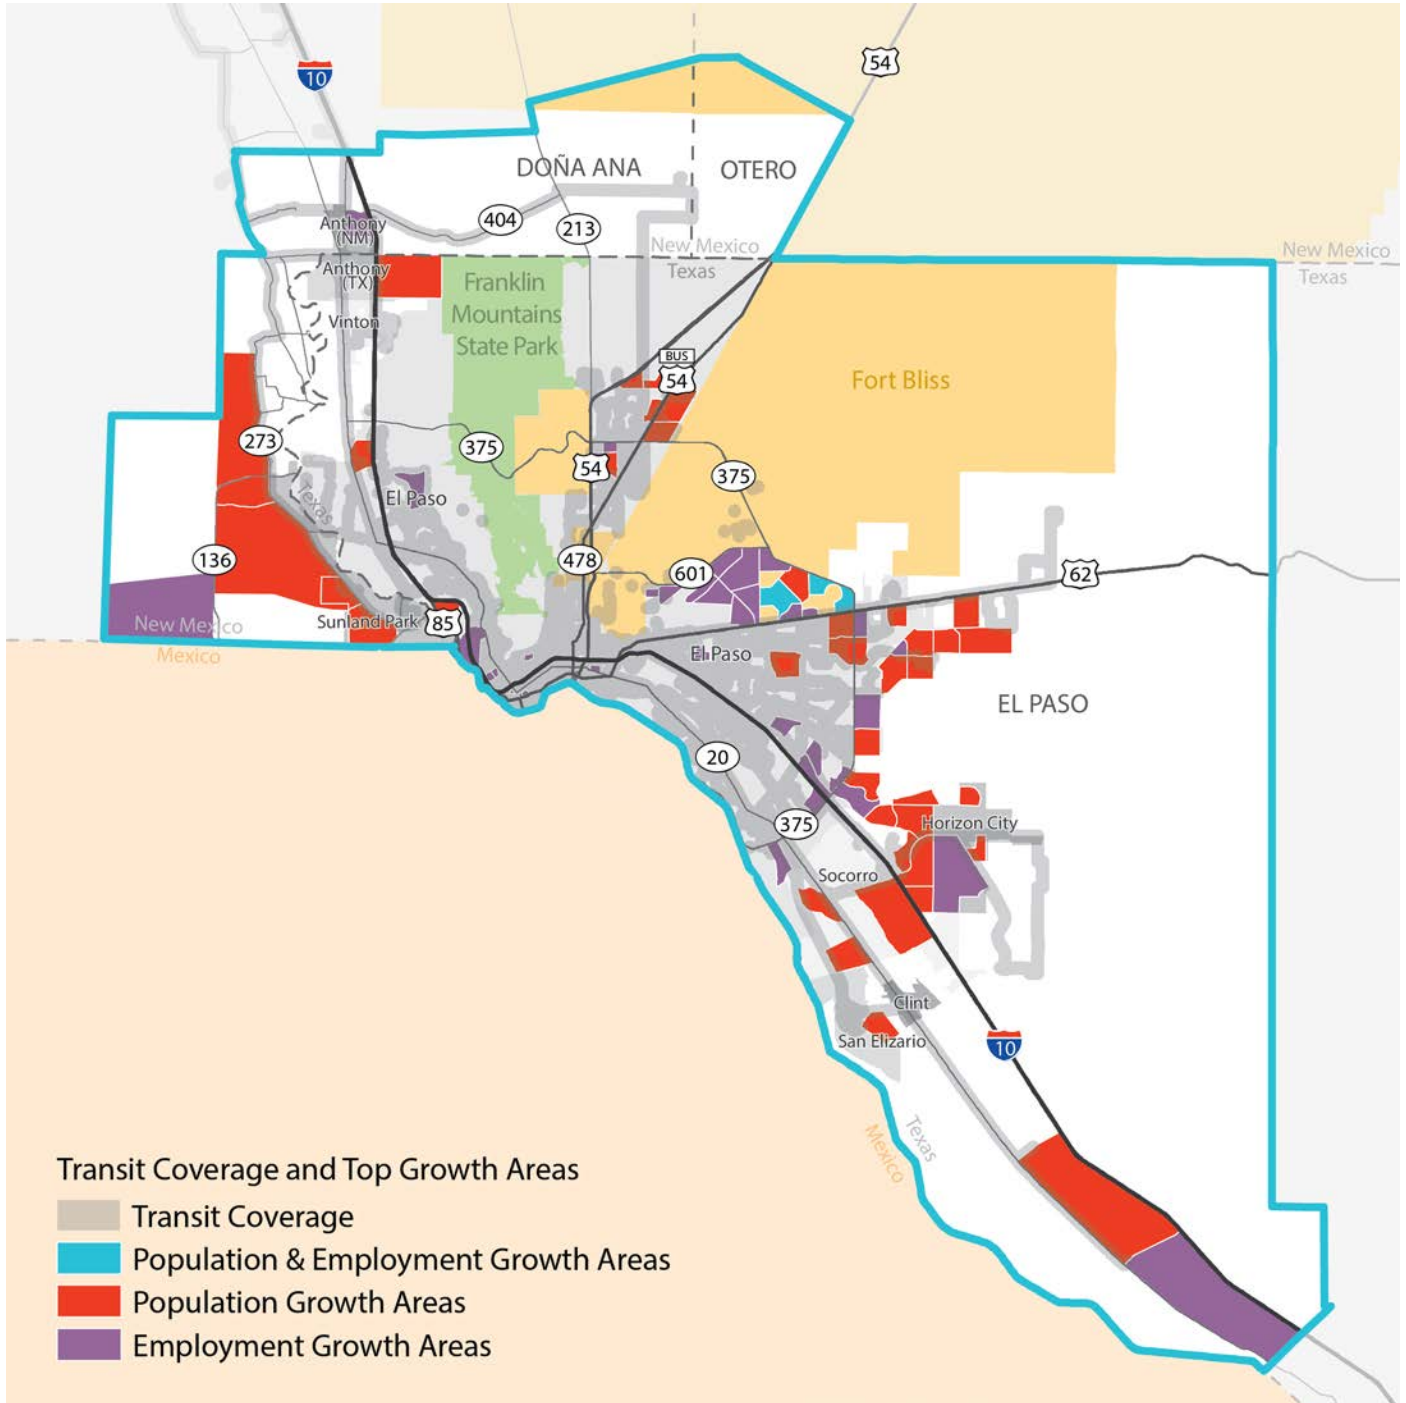 54
10
DOÑA ANA
OTERO
404
213
Anthony
(NM)
New Mexico
Texas
New Mexico
Texas
Anthony
(TX)
Franklin
Mountains
State Park
Vinton
BUS
54
Fort Bliss
273
375
54
375
El Paso
Texas
136
478
601
62
New Mexico
Mexico
Sunland Park
85
El Paso
EL PASO
20
375
Horizon City
Socorro
Clint
San Elizario
10
Texas
Mexico
Transit Coverage and Top Growth Areas
Transit Coverage
Population & Employment Growth Areas
Population Growth Areas
Employment Growth Areas